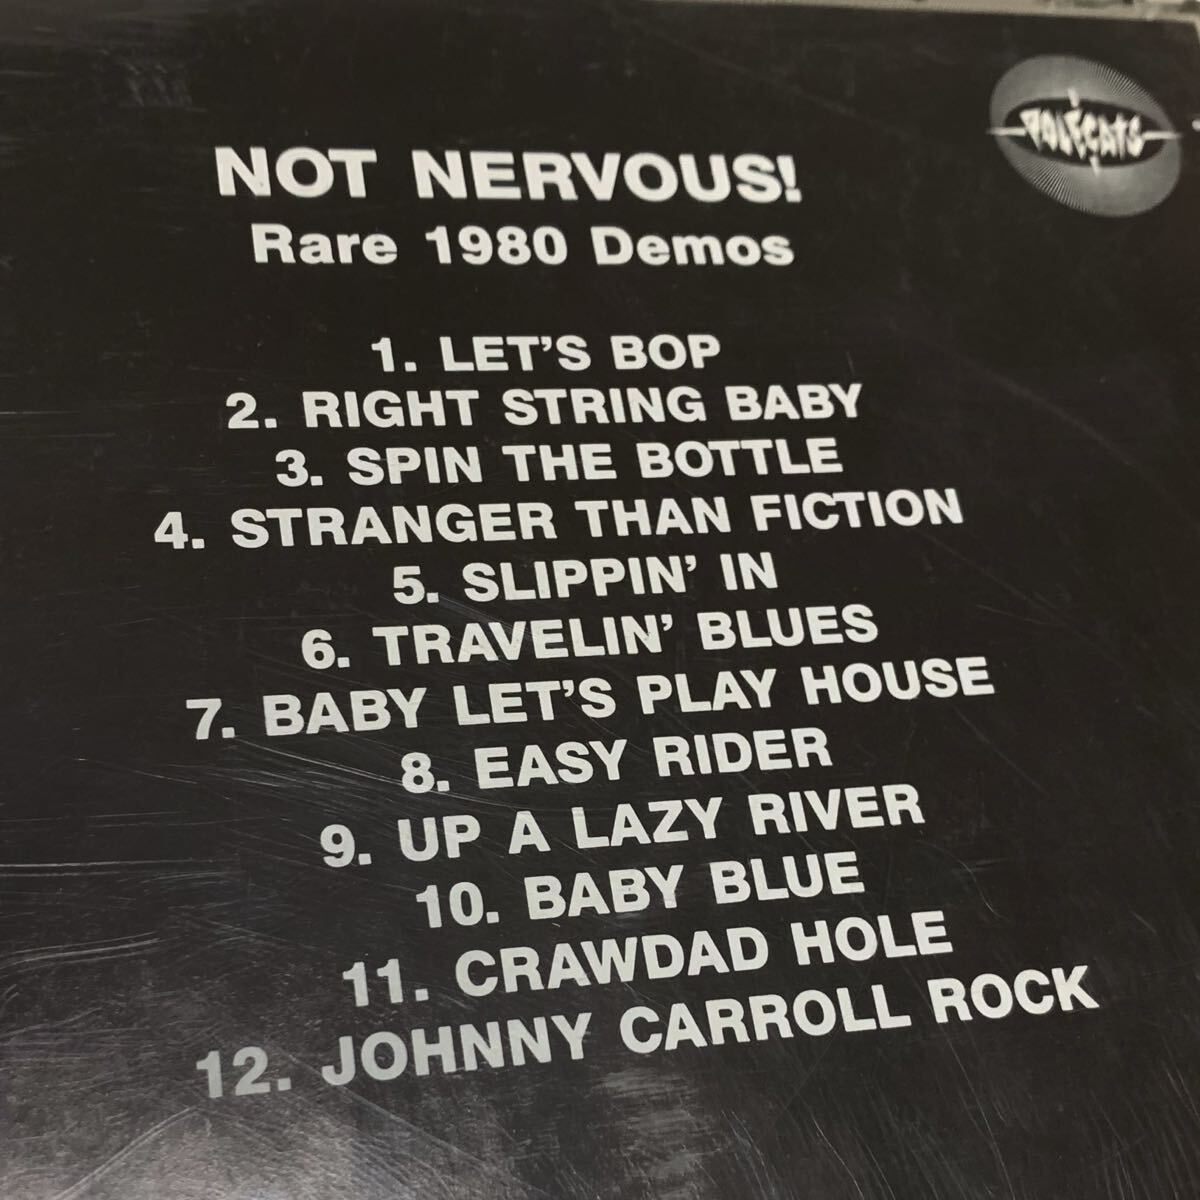 POLECATS
NOT NERVOUS!
Rare 1980 Demos
1. LET'S BOP
2. RIGHT STRING BABY
3. SPIN THE BOTTLE
4. STRANGER THAN FICTION
5. SLIPPIN' IN
6. TRAVELIN' BLUES
7. BABY LET'S PLAY HOUSE
8. EASY RIDER
9. UP A LAZY RIVER
10. BABY BLUE
11. CRAWDAD HOLE
12. JOHNNY CARROLL ROCK